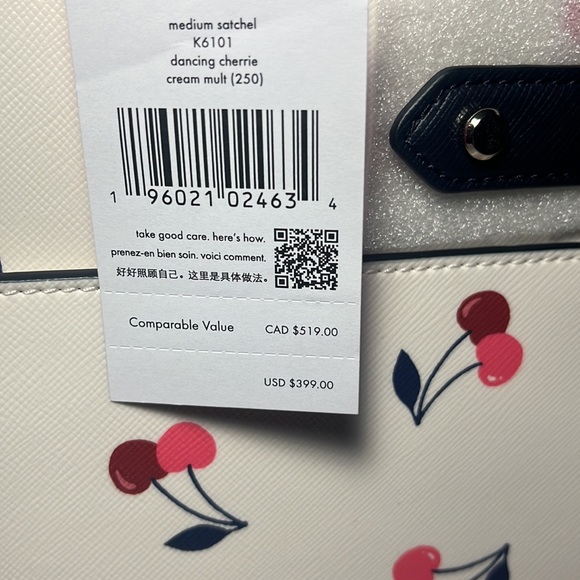 medium satchel
K6101
dancing cherrie
cream mult (250)
1 96021 02463 4
take good care. here's how.
prenez-en bien soin. voici comment.
好好照顾自己。这里是具体做法。
Comparable Value CAD $519.00
USD $399.00